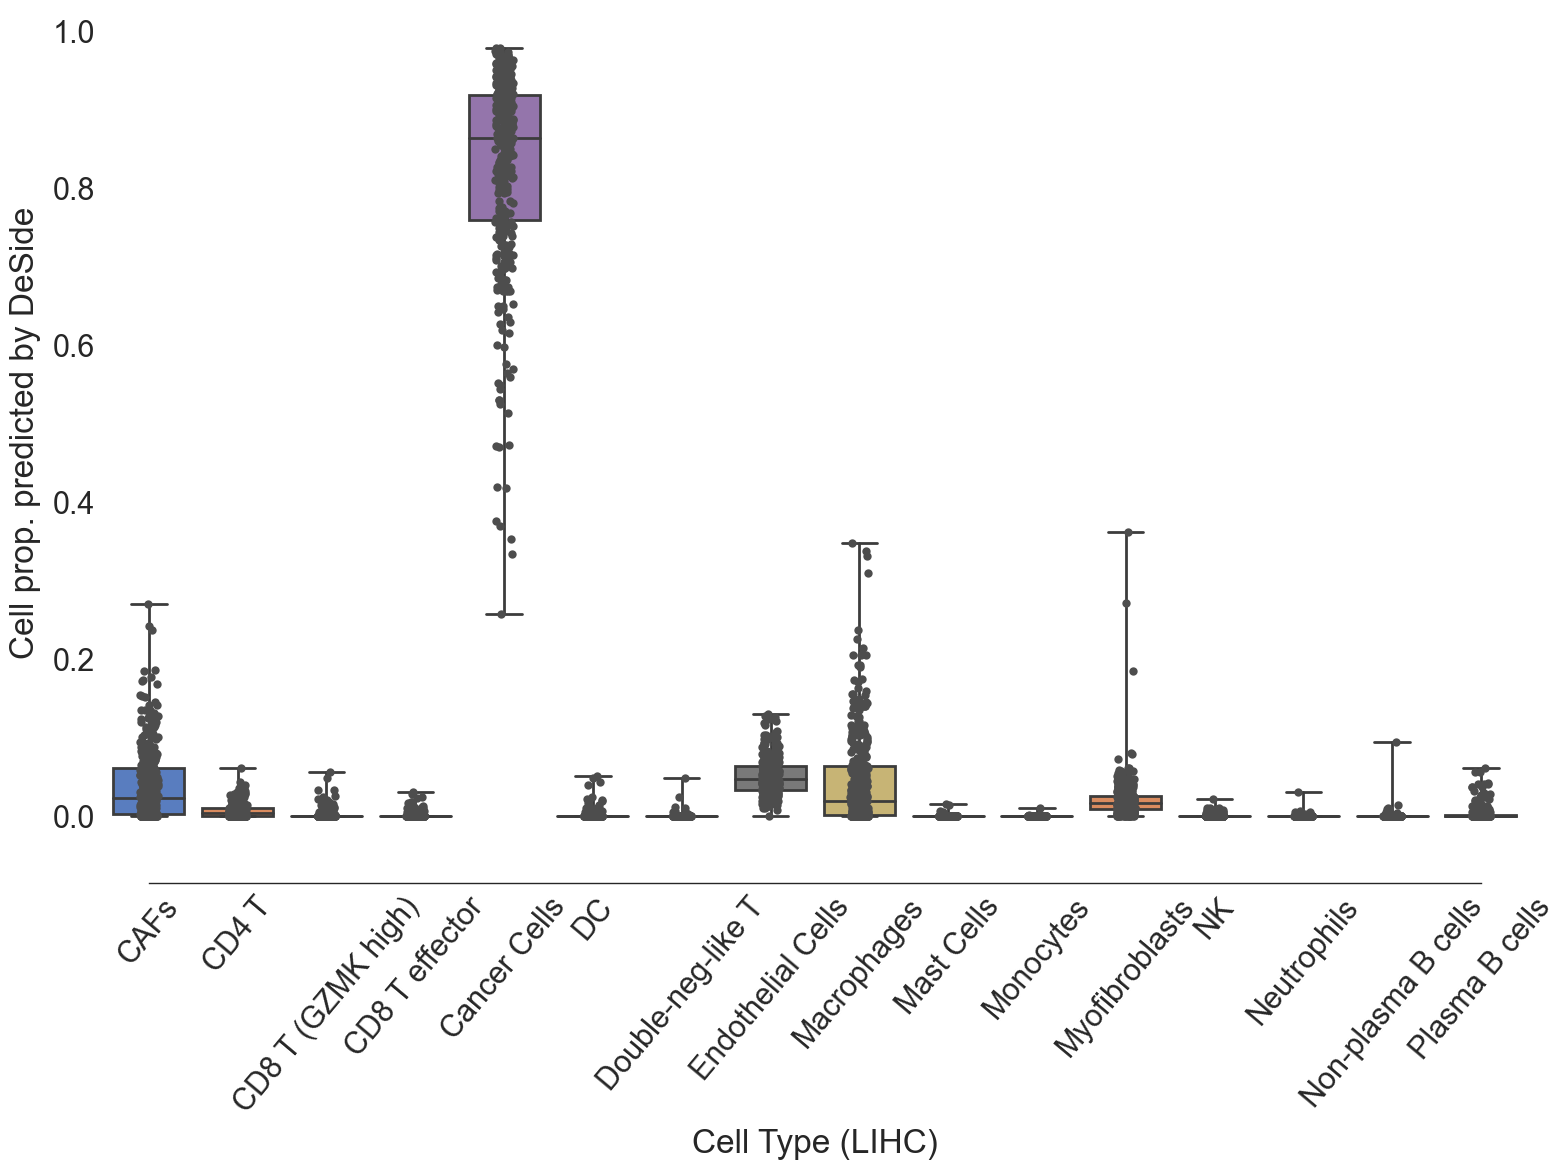 Cell prop. predicted by DeSide
1.0
0.8
0.6
0.4
0.2
0.0
CAFs
CD4 T
CD8 T (GZMK high)
CD8 T effector
Cancer Cells
DC
Double-neg-like T
Endothelial Cells
Macrophages
Mast Cells
Monocytes
Myofibroblasts
NK
Neutrophils
Non-plasma B cells
Plasma B cells
Cell Type (LIHC)